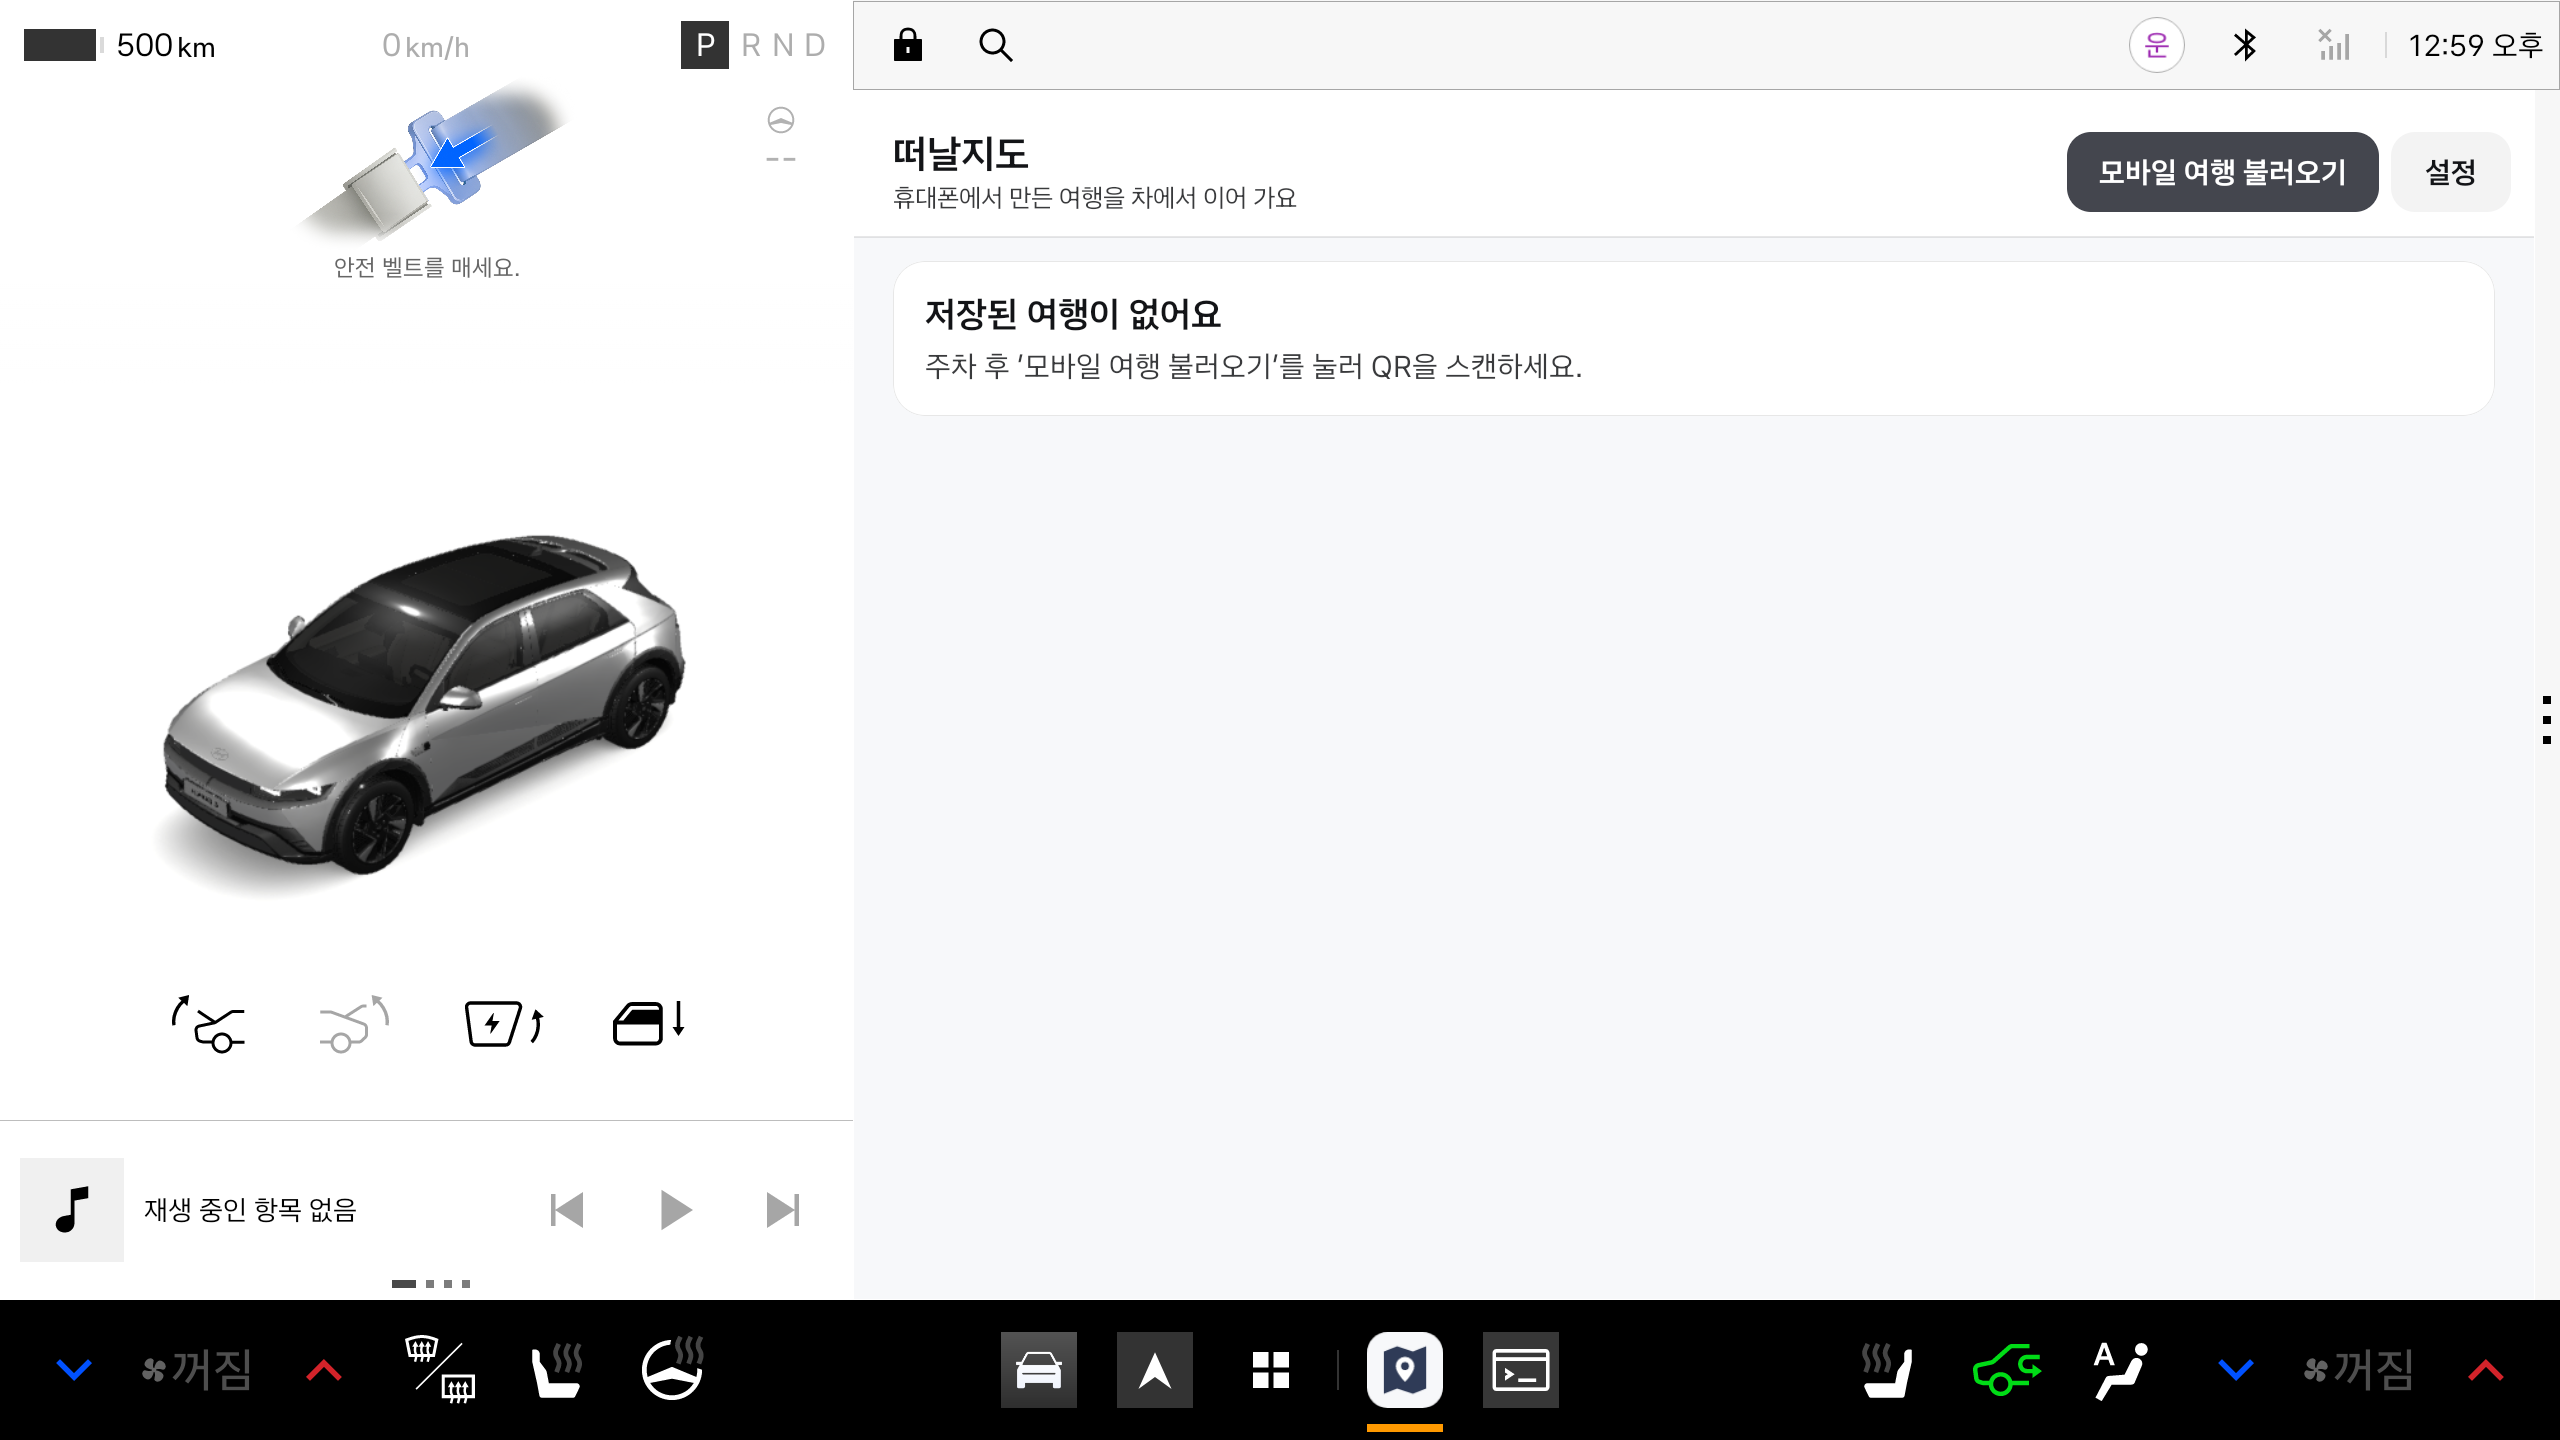 500 km
0 km/h
P R N D
운
12:59 오후
--
안전 벨트를 매세요.
떠날지도
휴대폰에서 만든 여행을 차에서 이어 가요
모바일 여행 불러오기
설정
저장된 여행이 없어요
주차 후 '모바일 여행 불러오기'를 눌러 QR을 스캔하세요.
재생 중인 항목 없음
꺼짐
A
꺼짐